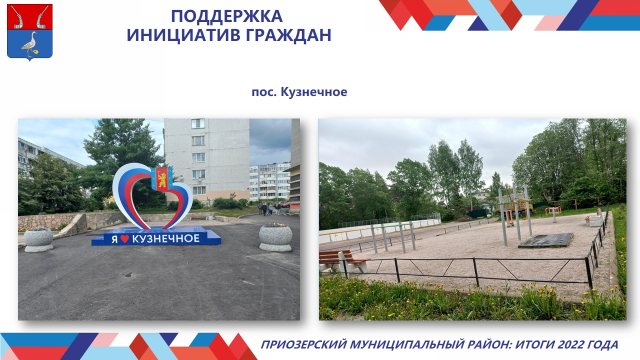 ПОДДЕРЖКА
ИНИЦИАТИВ ГРАЖДАН
пос. Кузнечное
Я КУЗНЕЧНОЕ
ПРИОЗЕРСКИЙ МУНИЦИПАЛЬНЫЙ РАЙОН: ИТОГИ 2022 ГОДА